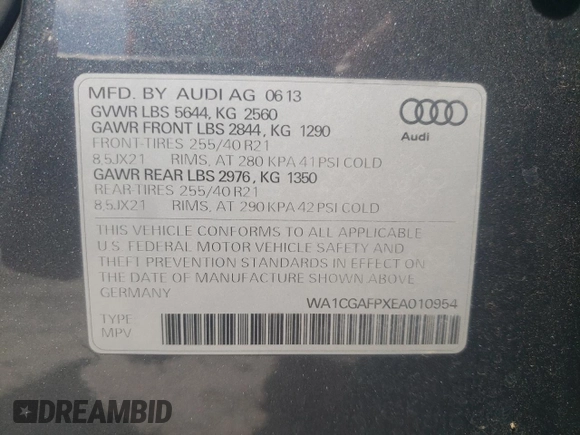 MFD. BY AUDI AG 06 13
GVWR LBS 5644, KG 2560
GAWR FRONT LBS 2844, KG 1290
FRONT-TIRES 255/40 R21
8,5JX21 RIMS, AT 280 KPA 41 PSI COLD
GAWR REAR LBS 2976, KG 1350
REAR-TIRES 255/40 R21
8,5JX21 RIMS, AT 290 KPA 42 PSI COLD
Audi
THIS VEHICLE CONFORMS TO ALL APPLICABLE
U.S. FEDERAL MOTOR VEHICLE SAFETY AND
THEFT PREVENTION STANDARDS IN EFFECT ON
THE DATE OF MANUFACTURE SHOWN ABOVE.
GERMANY
WA1CGAFPXEA010954
TYPE:
MPV
DREAMBID